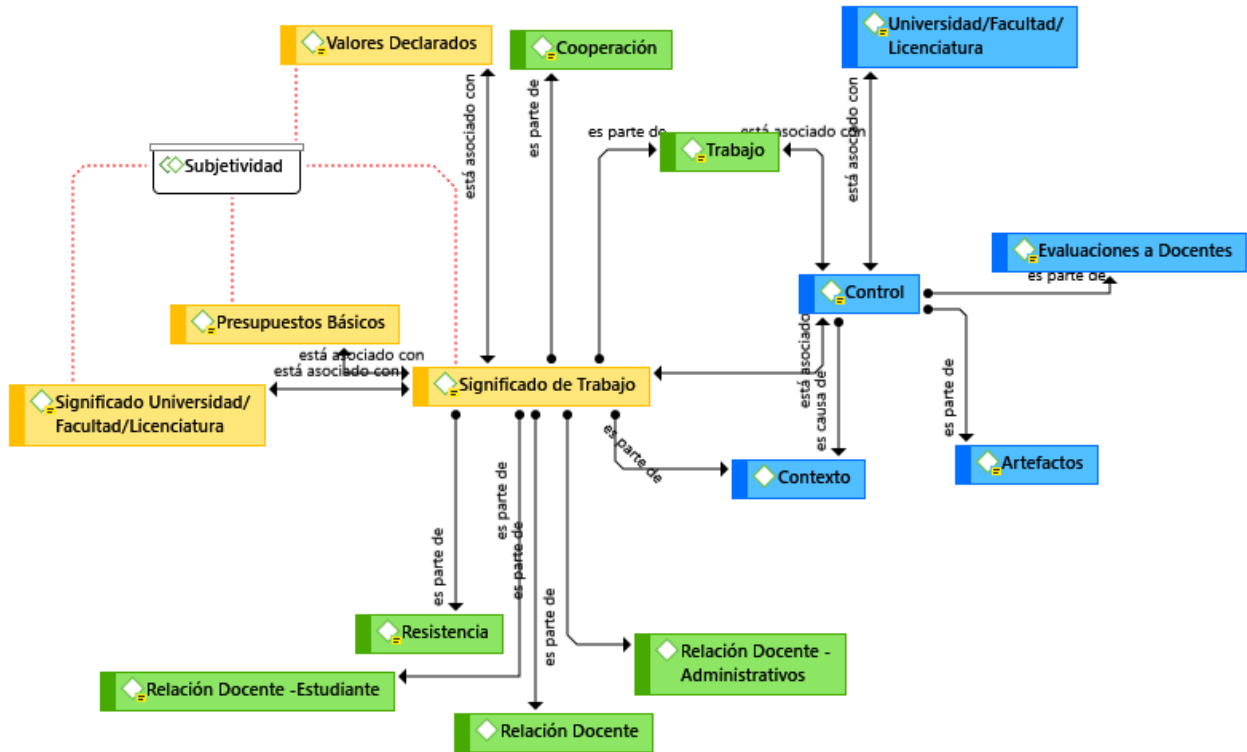 Valores Declarados
Cooperación
Universidad/Facultad/
Licenciatura
está asociado con
es parte de
es parte de
está asociado con
está asociado con
Trabajo
Subjetividad
Evaluaciones a Docentes
es parte de
Control
Presupuestos Básicos
está asociado con
está asociado con
está asociado
es causa de
es parte de
Significado de Trabajo
Significado Universidad/
Facultad/Licenciatura
es parte de
Contexto
Artefactos
es parte de
es parte de
es parte de
es parte de
Resistencia
Relación Docente -
Administrativos
Relación Docente -Estudiante
Relación Docente